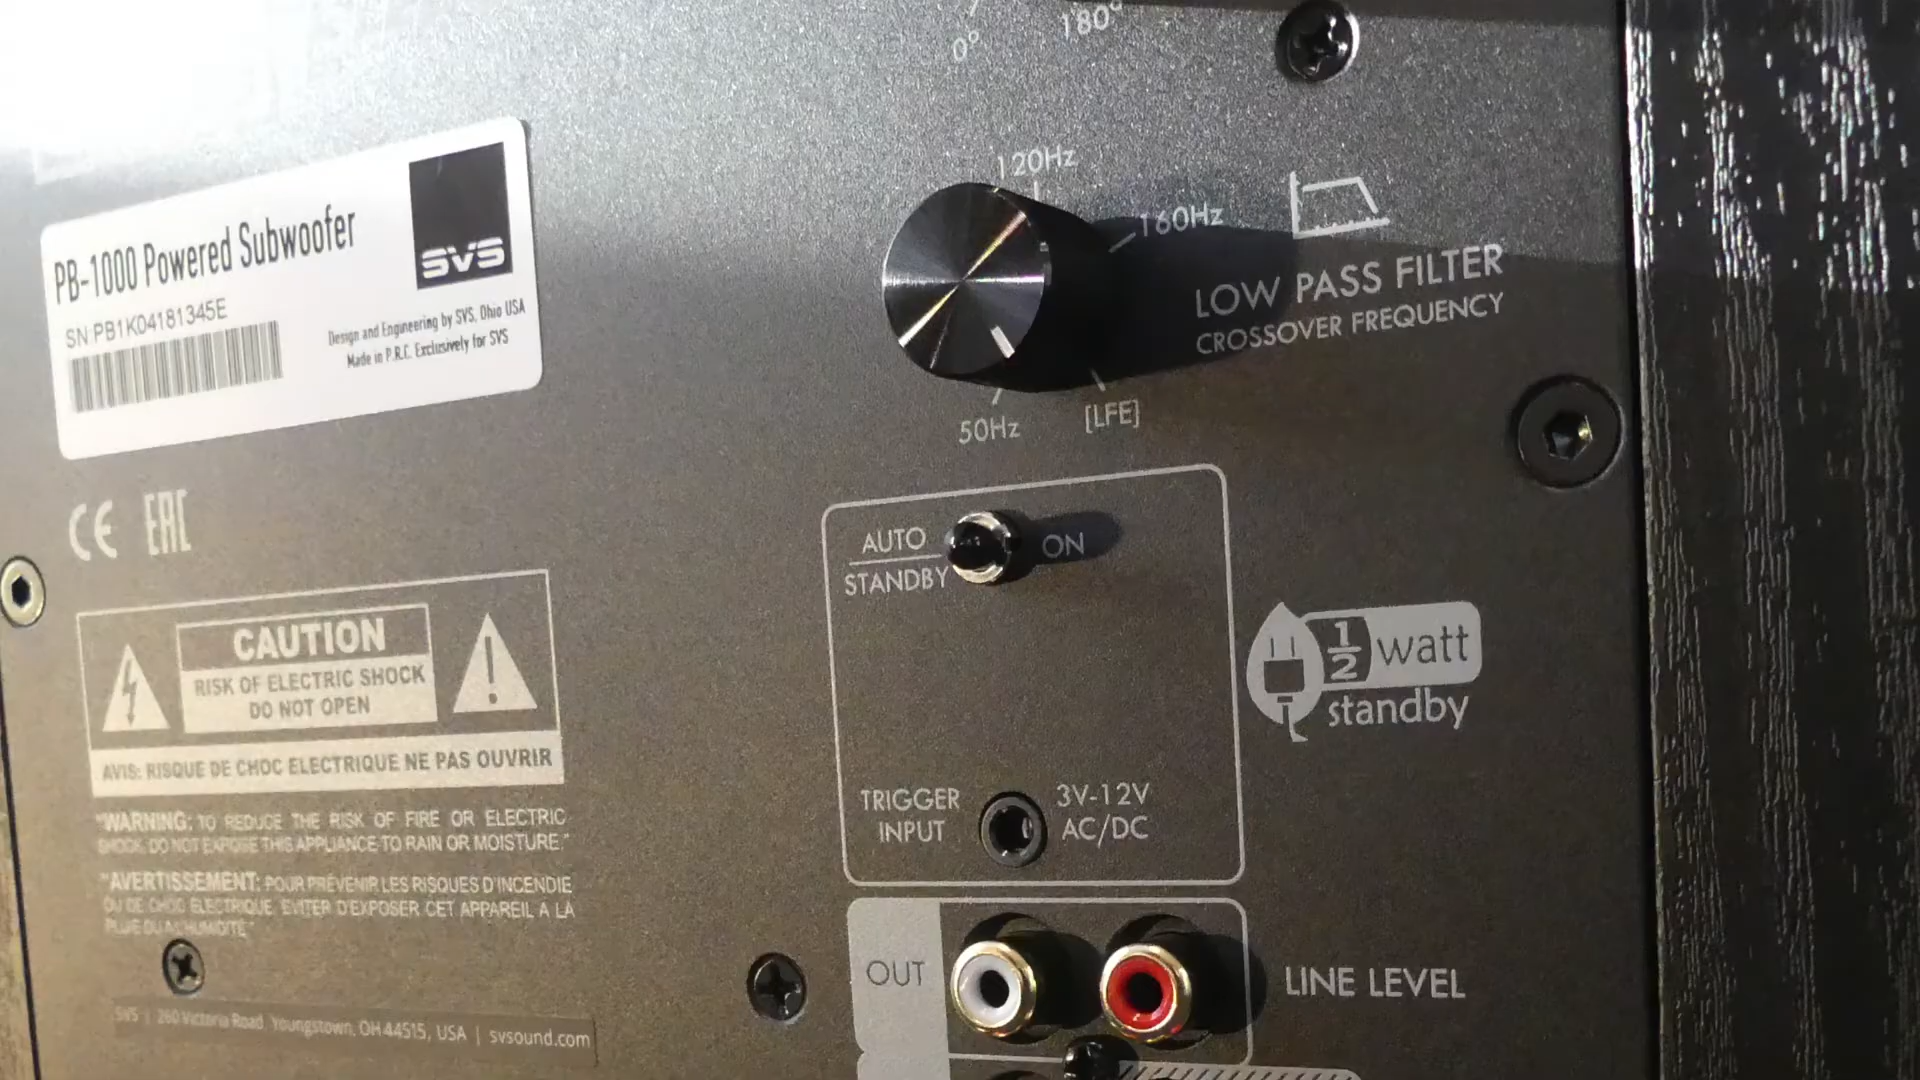 0° 180°
PB-1000 Powered Subwoofer
SVS
SN:PB1K04181345E
Design and Engineering by SVS, Ohio USA
Made in P.R.C. Exclusively for SVS
120Hz
160Hz
LOW PASS FILTER
CROSSOVER FREQUENCY
50Hz
[LFE]
CE EAC
AUTO
STANDBY
ON
CAUTION
RISK OF ELECTRIC SHOCK
DO NOT OPEN
AVIS: RISQUE DE CHOC ELECTRIQUE NE PAS OUVRIR
"WARNING: TO REDUCE THE RISK OF FIRE OR ELECTRIC
SHOCK, DO NOT EXPOSE THIS APPLIANCE TO RAIN OR MOISTURE."
"AVERTISSEMENT: POUR PRÉVENIR LES RISQUES D'INCENDIE
OU DE CHOC ELECTRIQUE. EVITER D'EXPOSER CET APPAREIL A LA
PLUIE OU A L'HUMIDITÉ"
SVS | 260 Victoria Road, Youngstown, OH 44515, USA | svsound.com
1/2 watt
standby
TRIGGER
INPUT
3V-12V
AC/DC
OUT
LINE LEVEL